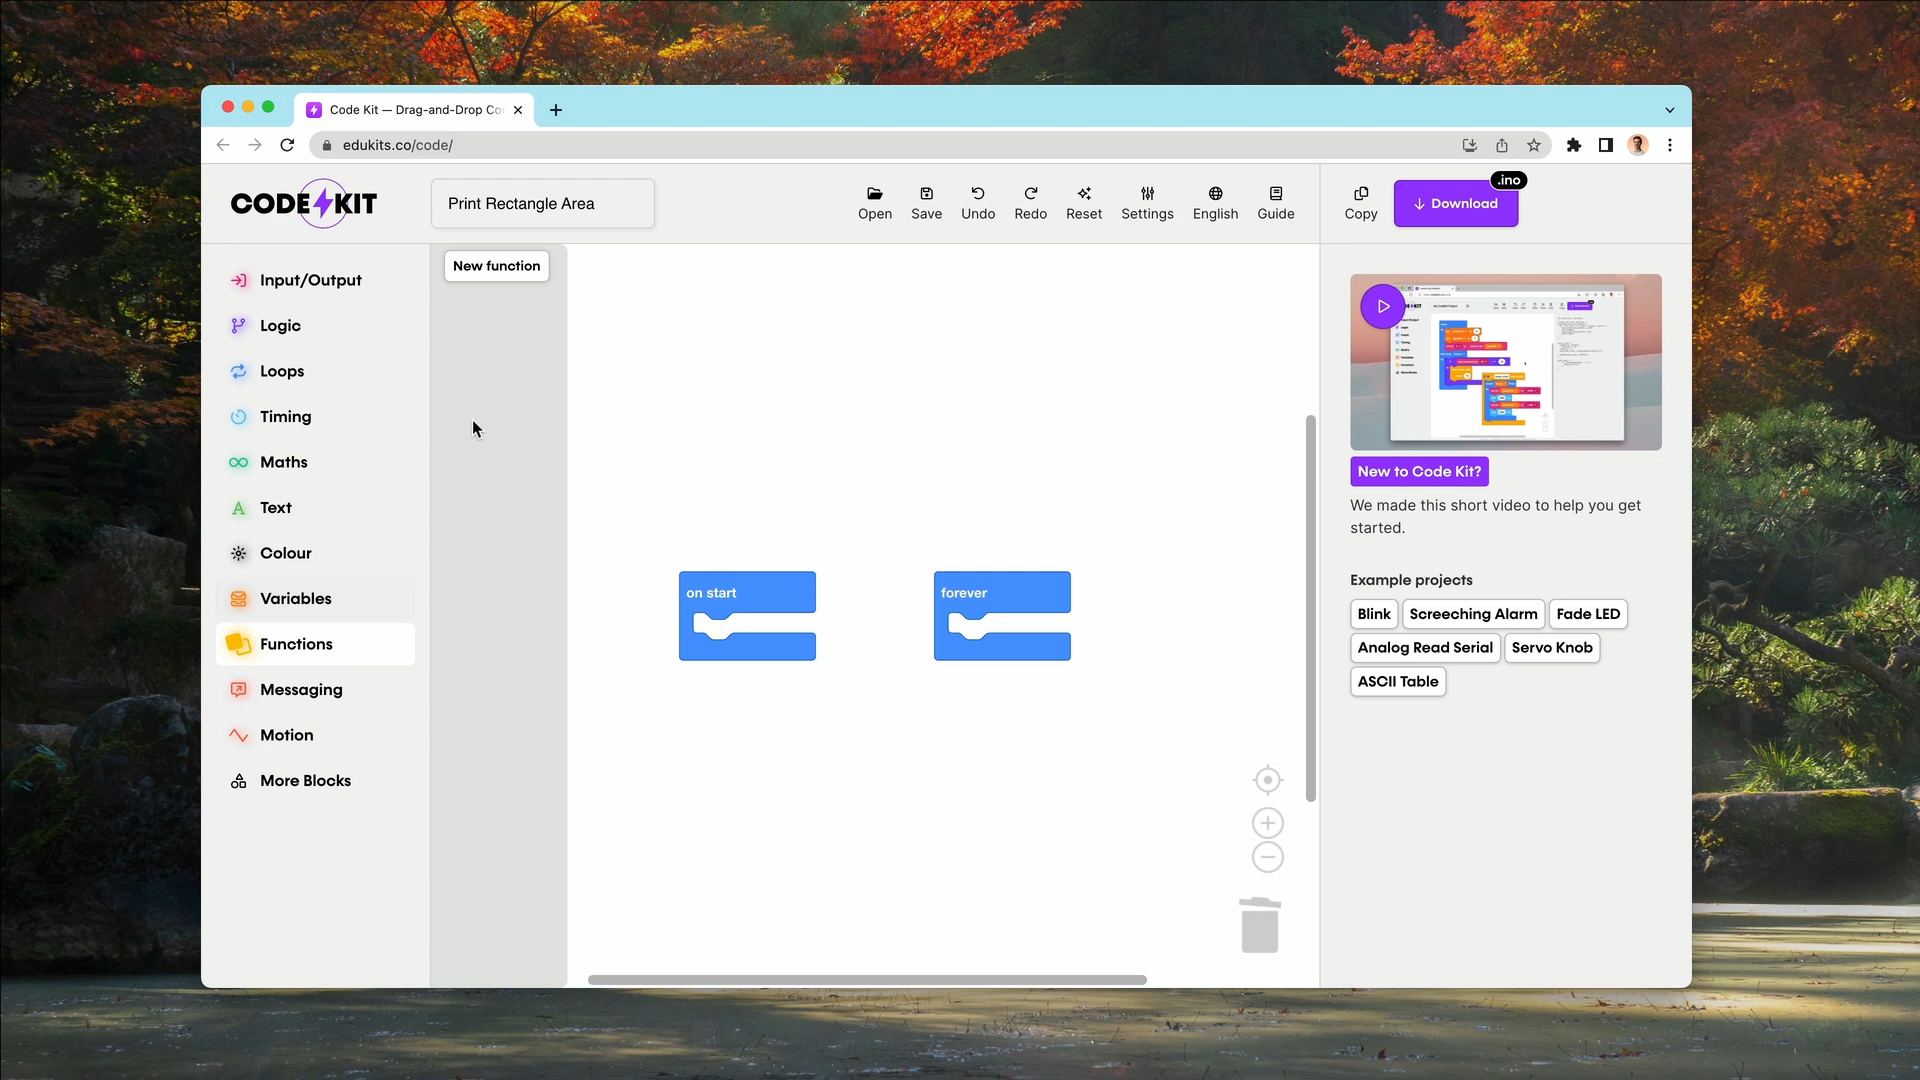 Code Kit — Drag-and-Drop Co
edukits.co/code/
CODE KIT
Print Rectangle Area
Open
Save
Undo
Redo
Reset
Settings
English
Guide
Copy
Download
.ino
Input/Output
Logic
Loops
Timing
Maths
Text
Colour
Variables
Functions
Messaging
Motion
More Blocks
New function
on start
forever
New to Code Kit?
We made this short video to help you get
started.
Example projects
Blink
Screeching Alarm
Fade LED
Analog Read Serial
Servo Knob
ASCII Table